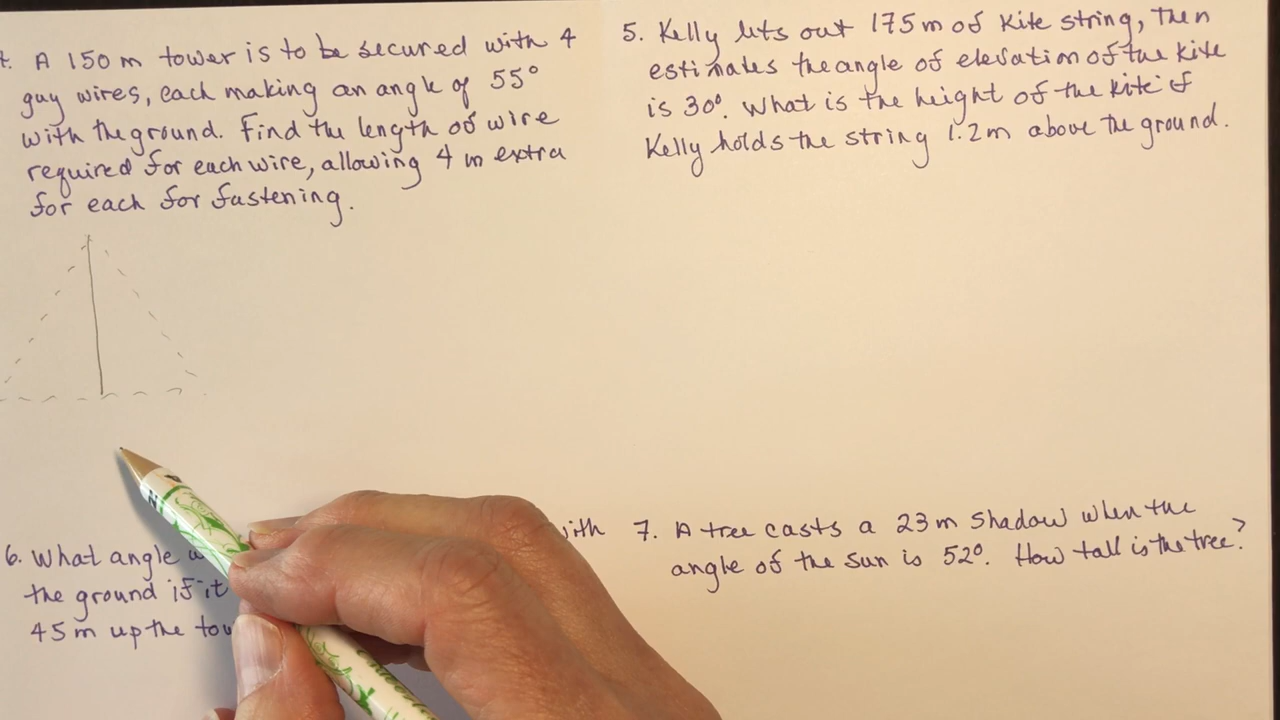 . A 150 m tower is to be secured with 4
guy wires, each making an angle of 55°
with the ground. Find the length of wire
required for each wire, allowing 4 m extra
for each for fastening.
5. Kelly lets out 175 m of kite string, then
estimates the angle of elevation of the kite
is 30°. What is the height of the kite if
Kelly holds the string 1.2 m above the ground.
6. What angle with
the ground if it
45 m up the
7. A tree casts a 23 m shadow when the
angle of the sun is 52°. How tall is the tree?